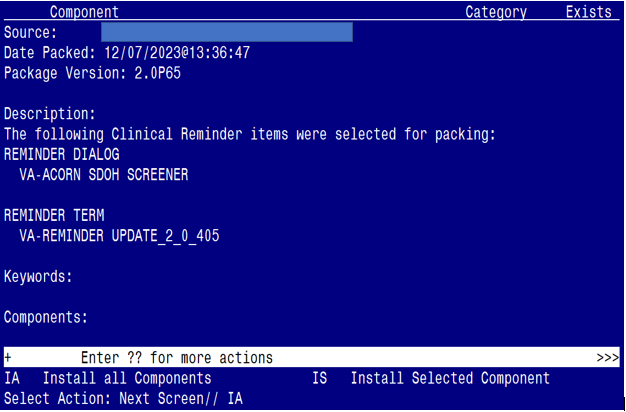 Component Category Exists
Source:
Date Packed: 12/07/2023@13:36:47
Package Version: 2.0P65
Description:
The following Clinical Reminder items were selected for packing:
REMINDER DIALOG
VA-ACORN SDOH SCREENER
REMINDER TERM
VA-REMINDER UPDATE_2_0_405
Keywords:
Components:
+ Enter ?? for more actions >>>
IA Install all Components IS Install Selected Component
Select Action: Next Screen// IA